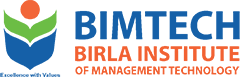 BIMTECH
BIRLA INSTITUTE
OF MANAGEMENT TECHNOLOGY
Excellence with Values